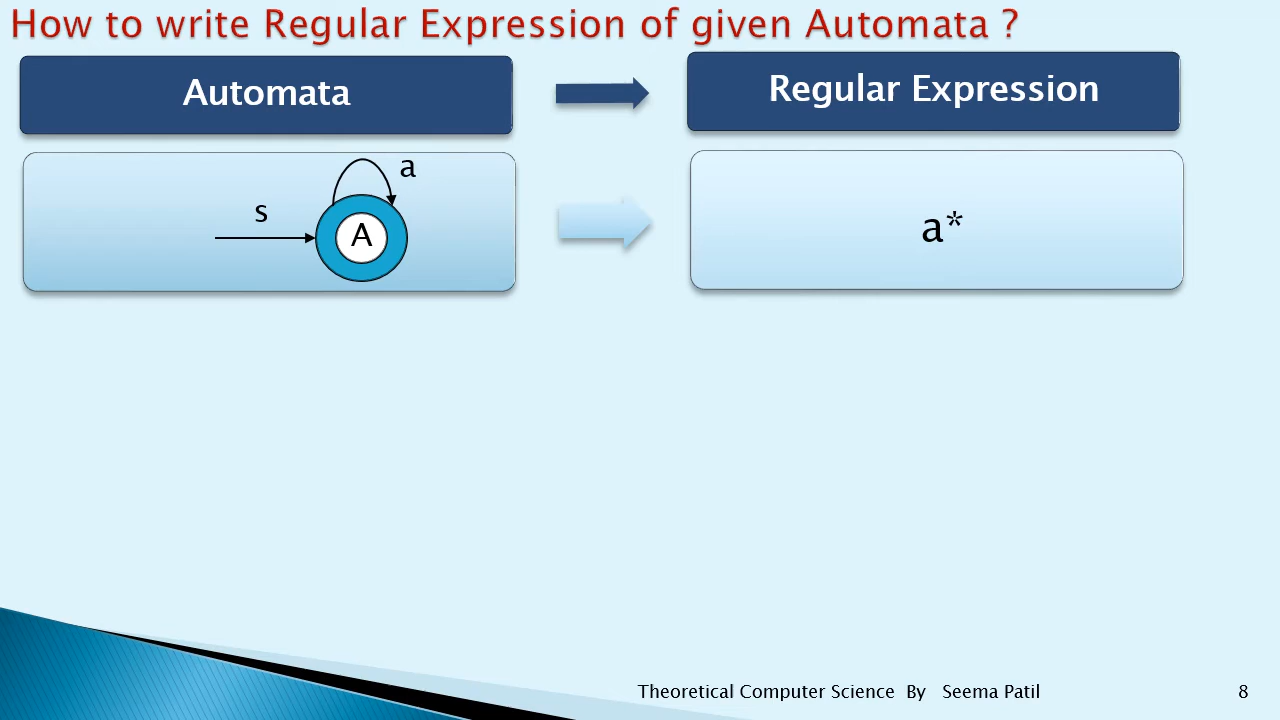 How to write Regular Expression of given Automata ?
Automata
Regular Expression
a
s
A
a*
Theoretical Computer Science By Seema Patil
8